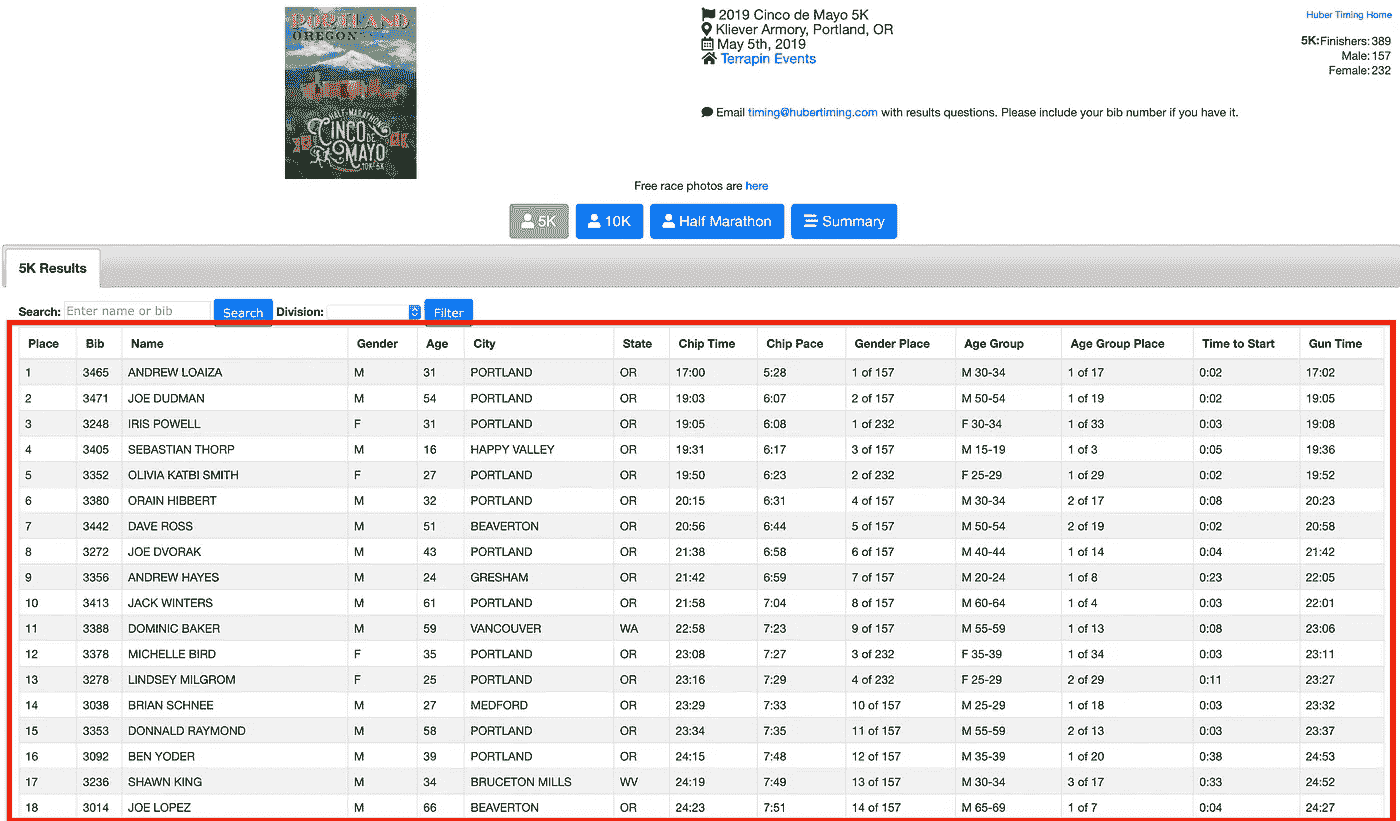 PORTLAND
OREGON
HALF-MARATHON
CINCO
DE
MAYO
10K·5K
2019 Cinco de Mayo 5K
Kliever Armory, Portland, OR
May 5th, 2019
Terrapin Events
Huber Timing Home
5K:Finishers: 389
Male: 157
Female: 232
Email timing@hubertiming.com with results questions. Please include your bib number if you have it.
Free race photos are here
5K 10K Half Marathon Summary
5K Results
Search: Enter name or bib Search Division: Filter
Place Bib Name Gender Age City State Chip Time Chip Pace Gender Place Age Group Age Group Place Time to Start Gun Time
1 3465 ANDREW LOAIZA M 31 PORTLAND OR 17:00 5:28 1 of 157 M 30-34 1 of 17 0:02 17:02
2 3471 JOE DUDMAN M 54 PORTLAND OR 19:03 6:07 2 of 157 M 50-54 1 of 19 0:02 19:05
3 3248 IRIS POWELL F 31 PORTLAND OR 19:05 6:08 1 of 232 F 30-34 1 of 33 0:03 19:08
4 3405 SEBASTIAN THORP M 16 HAPPY VALLEY OR 19:31 6:17 3 of 157 M 15-19 1 of 3 0:05 19:36
5 3352 OLIVIA KATBI SMITH F 27 PORTLAND OR 19:50 6:23 2 of 232 F 25-29 1 of 29 0:02 19:52
6 3380 ORAIN HIBBERT M 32 PORTLAND OR 20:15 6:31 4 of 157 M 30-34 2 of 17 0:08 20:23
7 3442 DAVE ROSS M 51 BEAVERTON OR 20:56 6:44 5 of 157 M 50-54 2 of 19 0:02 20:58
8 3272 JOE DVORAK M 43 PORTLAND OR 21:38 6:58 6 of 157 M 40-44 1 of 14 0:04 21:42
9 3356 ANDREW HAYES M 24 GRESHAM OR 21:42 6:59 7 of 157 M 20-24 1 of 8 0:23 22:05
10 3413 JACK WINTERS M 61 PORTLAND OR 21:58 7:04 8 of 157 M 60-64 1 of 4 0:03 22:01
11 3388 DOMINIC BAKER M 59 VANCOUVER WA 22:58 7:23 9 of 157 M 55-59 1 of 13 0:08 23:06
12 3378 MICHELLE BIRD F 35 PORTLAND OR 23:08 7:27 3 of 232 F 35-39 1 of 34 0:03 23:11
13 3278 LINDSEY MILGROM F 25 PORTLAND OR 23:16 7:29 4 of 232 F 25-29 2 of 29 0:11 23:27
14 3038 BRIAN SCHNEE M 27 MEDFORD OR 23:29 7:33 10 of 157 M 25-29 1 of 18 0:03 23:32
15 3353 DONNALD RAYMOND M 58 PORTLAND OR 23:34 7:35 11 of 157 M 55-59 2 of 13 0:03 23:37
16 3092 BEN YODER M 39 PORTLAND OR 24:15 7:48 12 of 157 M 35-39 1 of 20 0:38 24:53
17 3236 SHAWN KING M 34 BRUCETON MILLS WV 24:19 7:49 13 of 157 M 30-34 3 of 17 0:33 24:52
18 3014 JOE LOPEZ M 66 BEAVERTON OR 24:23 7:51 14 of 157 M 65-69 1 of 7 0:04 24:27